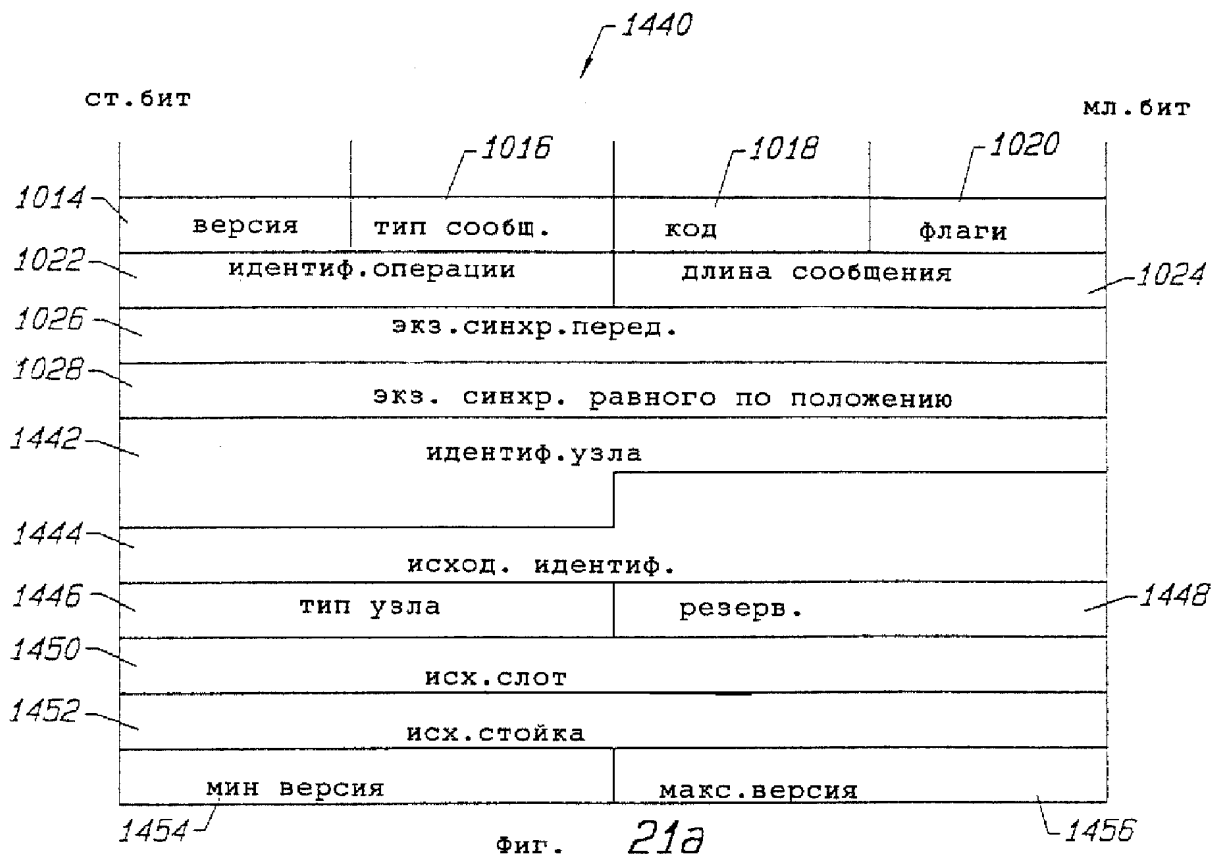 1440
ст.бит
мл.бит
1016 1018 1020
1014 версия тип сообщ. код флаги
1022 идентиф.операции длина сообщения 1024
1026 экз.синхр.перед.
1028 экз. синхр. равного по положению
1442 идентиф.узла
1444 исход. идентиф.
1446 тип узла резерв. 1448
1450 исх.слот
1452 исх.стойка
мин версия макс.версия
1454 1456
Фиг. 21а